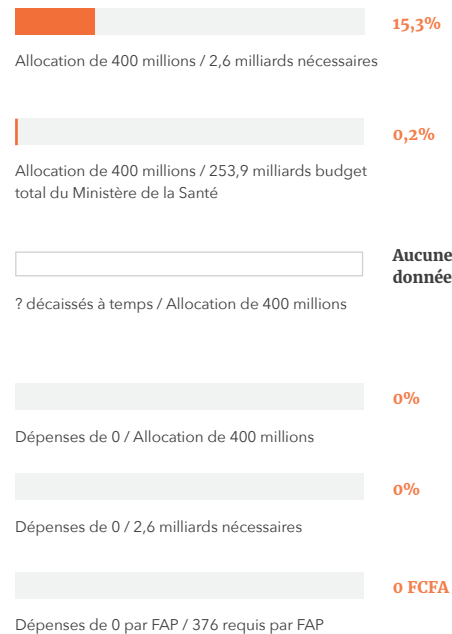 15,3%
Allocation de 400 millions / 2,6 milliards nécessaires
0,2%
Allocation de 400 millions / 253,9 milliards budget
total du Ministère de la Santé
Aucune
donnée
? décaissés à temps / Allocation de 400 millions
0%
Dépenses de 0 / Allocation de 400 millions
0%
Dépenses de 0 / 2,6 milliards nécessaires
0 FCFA
Dépenses de 0 par FAP / 376 requis par FAP